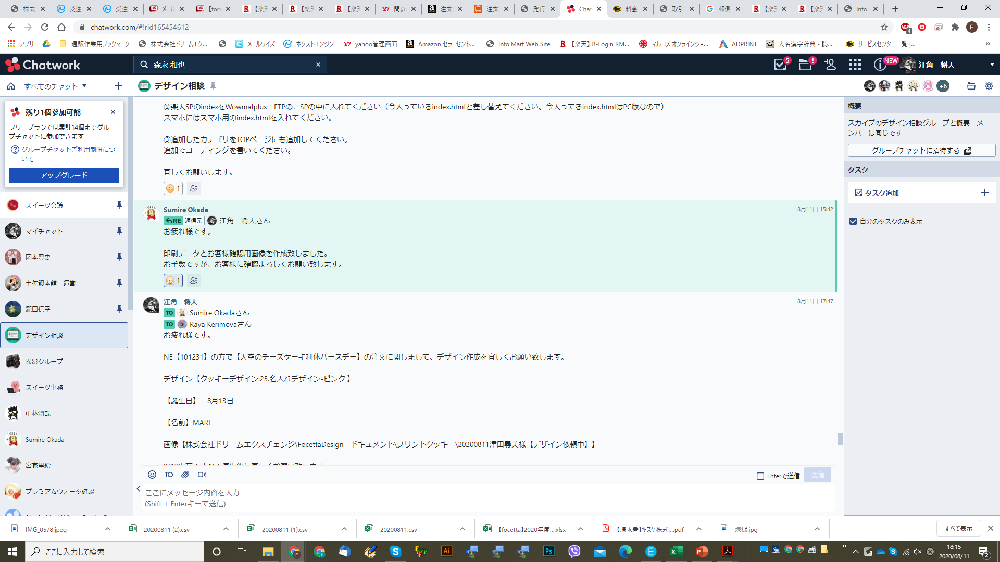 株式
受注
受注
メール
【foc
【楽天
【楽天
【楽天
問い
注文
注文
発行
Chat
料金
取引
郵便
【楽天
【楽天
Info
chatwork.com/#!rid165454612
アプリ
通販作業用ブックマーク
株式会社ドリームエク...
メールワイズ
ネクストエンジン
yahoo管理画面
Amazon セラーセント...
Info Mart Web Site
【楽天】R-Login RM...
マルコメ オンラインショ...
ADPRINT
人名漢字辞典 - 読...
サービスセンター一覧 |...
Chatwork
森永 和也
5
!
NEW
江角　将人
すべてのチャット
デザイン相談
+6
残り1個参加可能
フリープランでは累計14個までグルー
プチャットに参加できます
グループチャットご利用制限につ
いて
アップグレード
スイーツ会議
マイチャット
岡本豊史
土佐鰻本舗　運営
瀧口信幸
デザイン相談
撮影グループ
スイーツ事務
中林潤哉
Sumire Okada
宮家里絵
プレミアムウォータ確認
②楽天SPのindexをWowma!plus　FTPの、SPの中に入れてください（今入っているindex.htmlと差し替えてください。今入ってるindex.htmlはPC版なので）
スマホにはスマホ用のindex.htmlを入れてください。
③追加したカテゴリをTOPページにも追加してください。
追加でコーディングを書いてください。
宜しくお願いします。
1
Sumire Okada
8月11日 15:42
RE 返信元 江角　将人さん
お疲れ様です。
印刷データとお客様確認用画像を作成致しました。
お手数ですが、お客様に確認よろしくお願い致します。
1
江角　将人
8月11日 17:47
TO Sumire Okadaさん
TO Raya Kerimovaさん
お疲れ様です。
NE【101231】の方で【天空のチーズケーキ利休バースデー】の注文に関しまして、デザイン作成を宜しくお願い致します。
デザイン【クッキーデザイン:25.名入れデザイン-ピンク】
【誕生日】　8月13日
【名前】MARI
画像【株式会社ドリームエクスチェンジ\FocettaDesign - ドキュメント\プリントクッキー\20200811津田尋美様【デザイン依頼中】】
TO
Enterで送信
送信
ここにメッセージ内容を入力
(Shift + Enterキーで送信)
概要
スカイプのデザイン相談グループと概要　メ
ンバーは同じです
グループチャットに招待する
タスク
タスク追加
自分のタスクのみ表示
IMG_0578.jpeg
20200811 (2).csv
20200811 (1).csv
20200811.csv
【focetta】2020年度....xlsx
【請求書】ｷｽｹ株式....pdf
煉獄.jpg
すべて表示
ここに入力して検索
18:15
2020/08/11
2